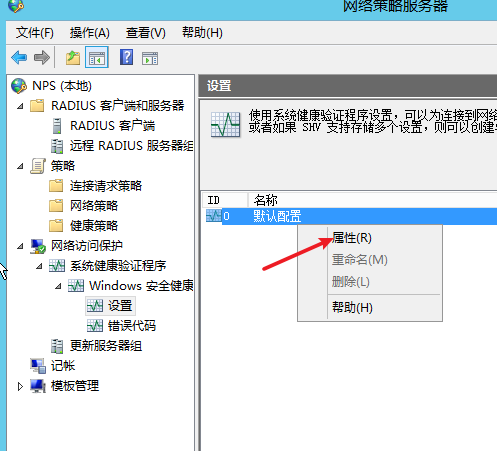 网络策略服务器
文件(F) 操作(A) 查看(V) 帮助(H)
NPS (本地)
RADIUS 客户端和服务器
RADIUS 客户端
远程 RADIUS 服务器组
策略
连接请求策略
网络策略
健康策略
网络访问保护
系统健康验证程序
Windows 安全健康
设置
错误代码
更新服务器组
记帐
模板管理
设置
使用系统健康验证程序设置，可以为连接到网络
或者如果 SHV 支持存储多个设置，则可以创建
ID 名称
0 默认配置
属性(R)
重命名(M)
删除(L)
帮助(H)